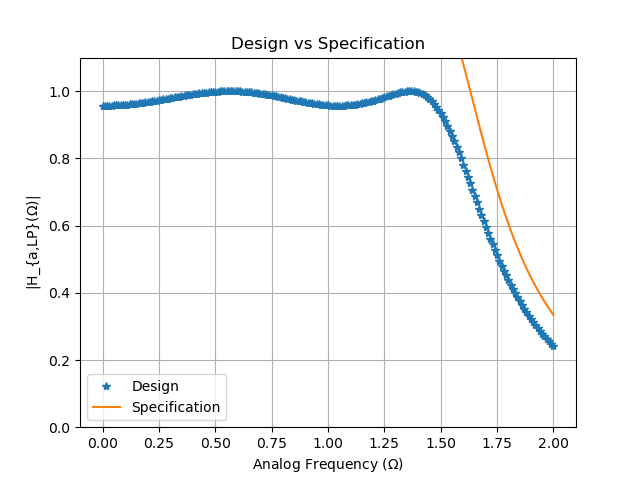 Design vs Specification
|H_{a,LP}(Ω)|
1.0
0.8
0.6
0.4
0.2
0.0
Design
Specification
0.00 0.25 0.50 0.75 1.00 1.25 1.50 1.75 2.00
Analog Frequency (Ω)